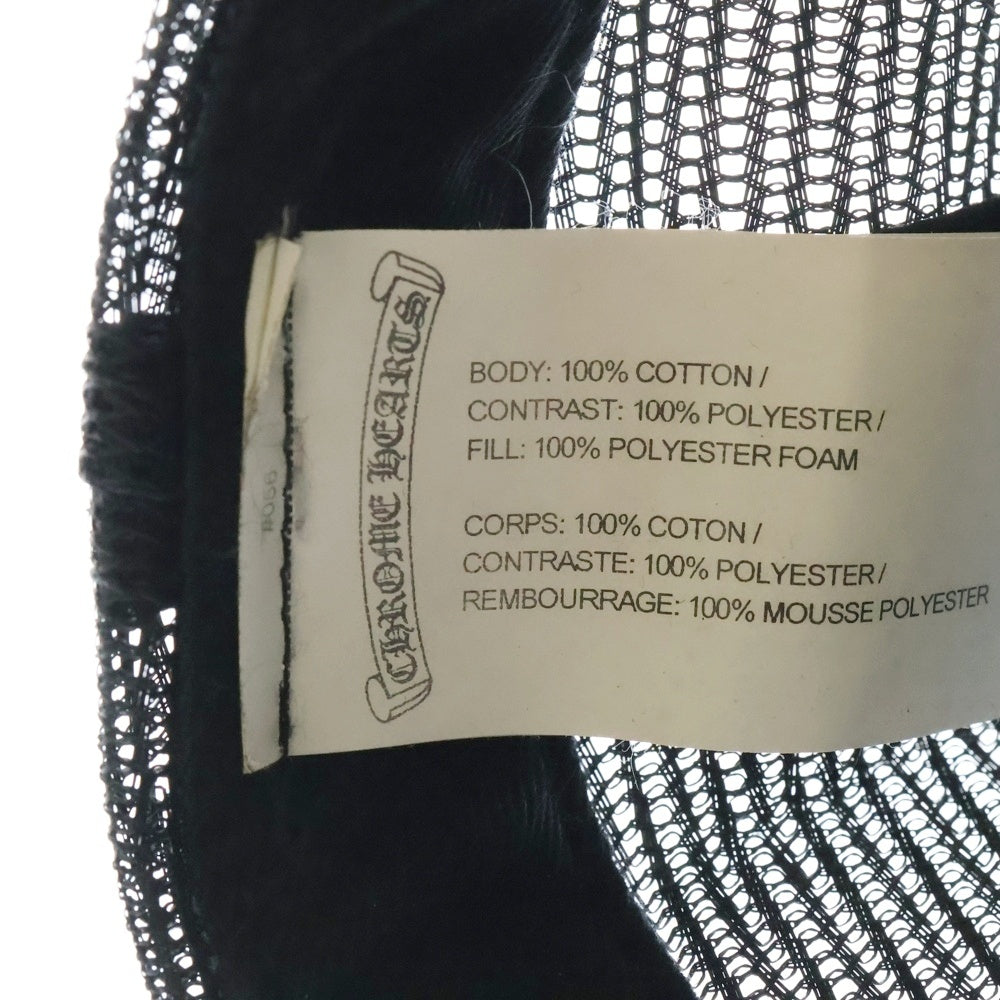 CHROME HEARTS
BODY: 100% COTTON /
CONTRAST: 100% POLYESTER /
FILL: 100% POLYESTER FOAM
CORPS: 100% COTON /
CONTRASTE: 100% POLYESTER /
REMBOURRAGE: 100% MOUSSE POLYESTER